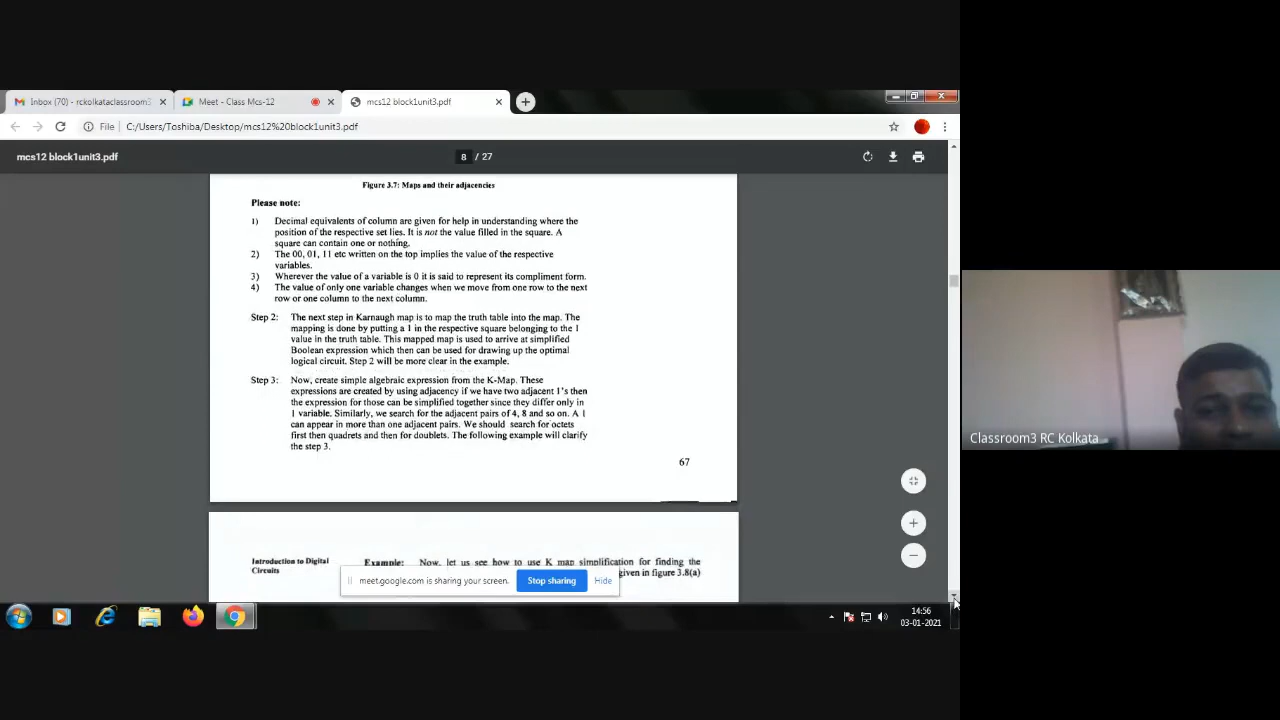 Inbox (70) - rckolkataclassroom3
Meet - Class Mcs-12
mcs12 block1unit3.pdf
File
C:/Users/Toshiba/Desktop/mcs12%20block1unit3.pdf
mcs12 block1unit3.pdf
8 / 27
Figure 3.7: Maps and their adjacencies
Please note:
1) Decimal equivalents of column are given for help in understanding where the
position of the respective set lies. It is not the value filled in the square. A
square can contain one or nothing.
2) The 00, 01, 11 etc written on the top implies the value of the respective
variables.
3) Wherever the value of a variable is 0 it is said to represent its compliment form.
4) The value of only one variable changes when we move from one row to the next
row or one column to the next column.
Step 2: The next step in Karnaugh map is to map the truth table into the map. The
mapping is done by putting a 1 in the respective square belonging to the 1
value in the truth table. This mapped map is used to arrive at simplified
Boolean expression which then can be used for drawing up the optimal
logical circuit. Step 2 will be more clear in the example.
Step 3: Now, create simple algebraic expression from the K-Map. These
expressions are created by using adjacency if we have two adjacent 1's then
the expression for those can be simplified together since they differ only in
1 variable. Similarly, we search for the adjacent pairs of 4, 8 and so on. A 1
can appear in more than one adjacent pairs. We should search for octets
first then quadrets and then for doublets. The following example will clarify
the step 3.
67
Introduction to Digital
Circuits
Example: Now, let us see how to use K map simplification for finding the
given in figure 3.8(a)
meet.google.com is sharing your screen.
Stop sharing
Hide
14:56
03-01-2021
Classroom3 RC Kolkata